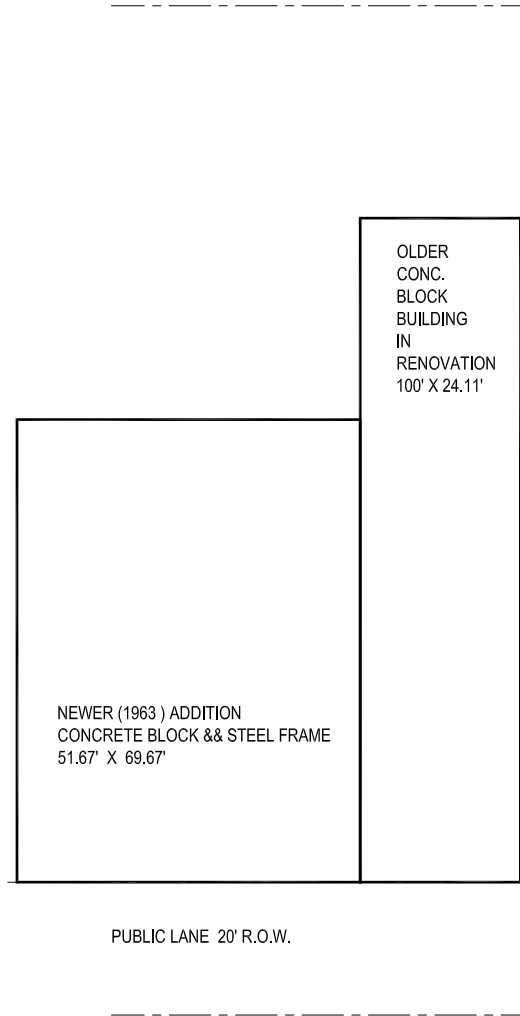 OLDER
CONC.
BLOCK
BUILDING
IN
RENOVATION
100' X 24.11'
NEWER (1963 ) ADDITION
CONCRETE BLOCK && STEEL FRAME
51.67' X 69.67'
PUBLIC LANE 20' R.O.W.